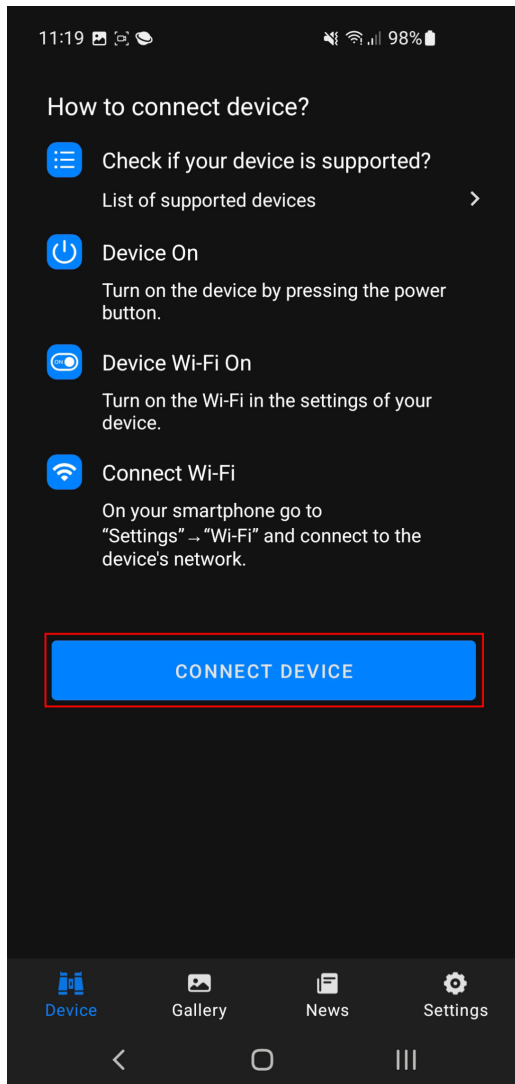 11:19 98%
How to connect device?
Check if your device is supported?
List of supported devices
Device On
Turn on the device by pressing the power
button.
ON
Device Wi-Fi On
Turn on the Wi-Fi in the settings of your
device.
Connect Wi-Fi
On your smartphone go to
“Settings”→“Wi-Fi” and connect to the
device's network.
CONNECT DEVICE
Device Gallery News Settings